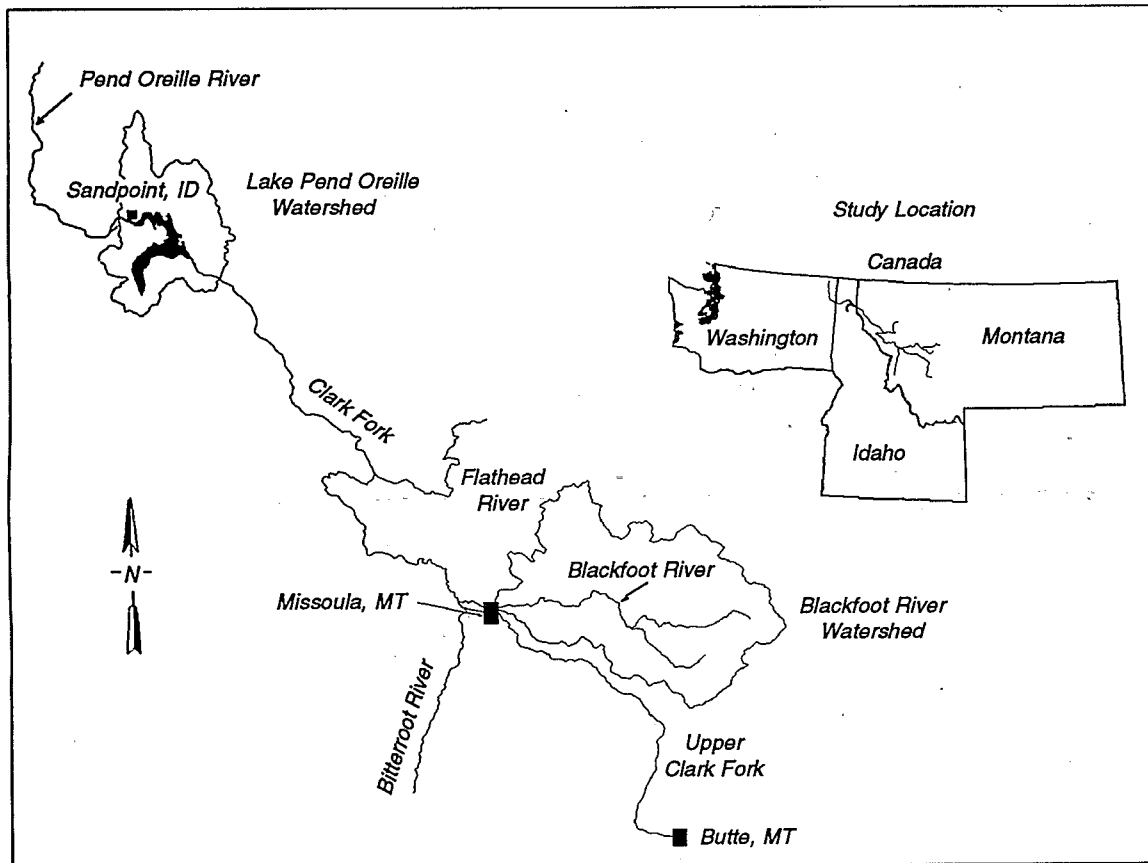 Pend Oreille River
Sandpoint, ID
Lake Pend Oreille
Watershed
Study Location
Canada
Washington
Montana
Idaho
Clark Fork
Flathead
River
-N-
Blackfoot River
Missoula, MT
Blackfoot River
Watershed
Bitterroot River
Upper
Clark Fork
Butte, MT